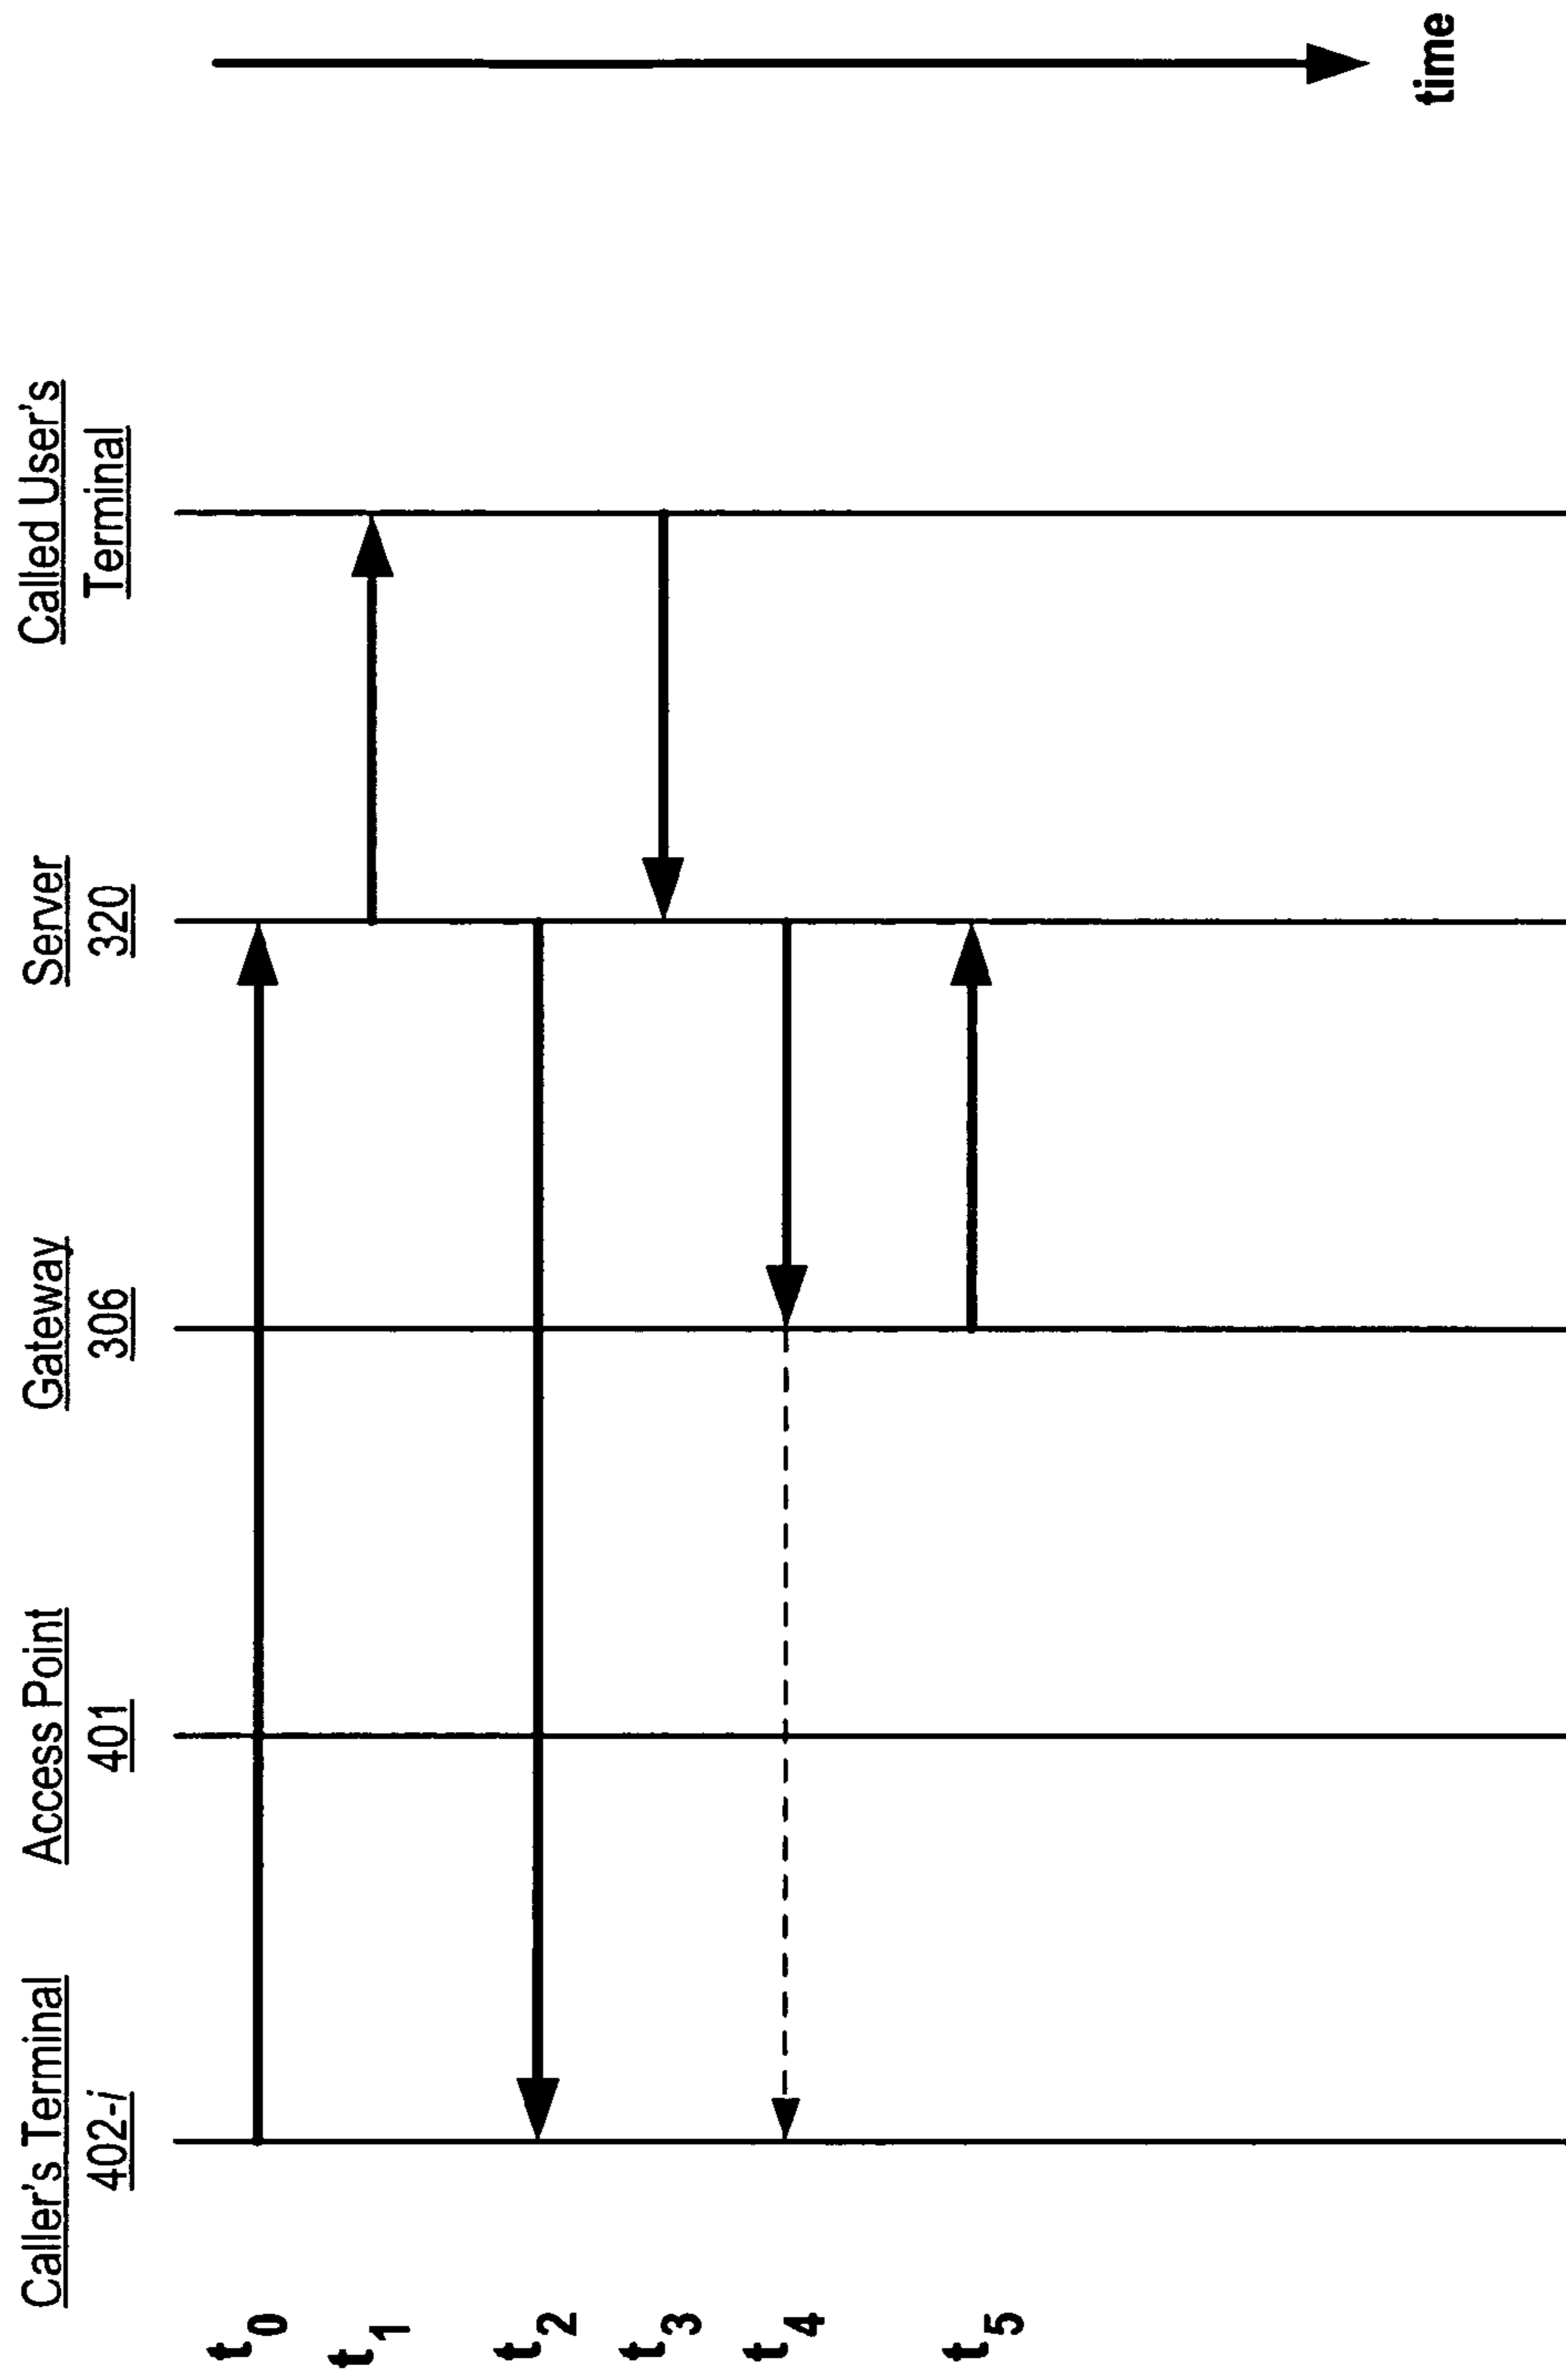 Caller's Terminal
402-i
Access Point
401
Gateway
306
Server
320
Called User's
Terminal
t0
t1
t2
t3
t4
t5
time